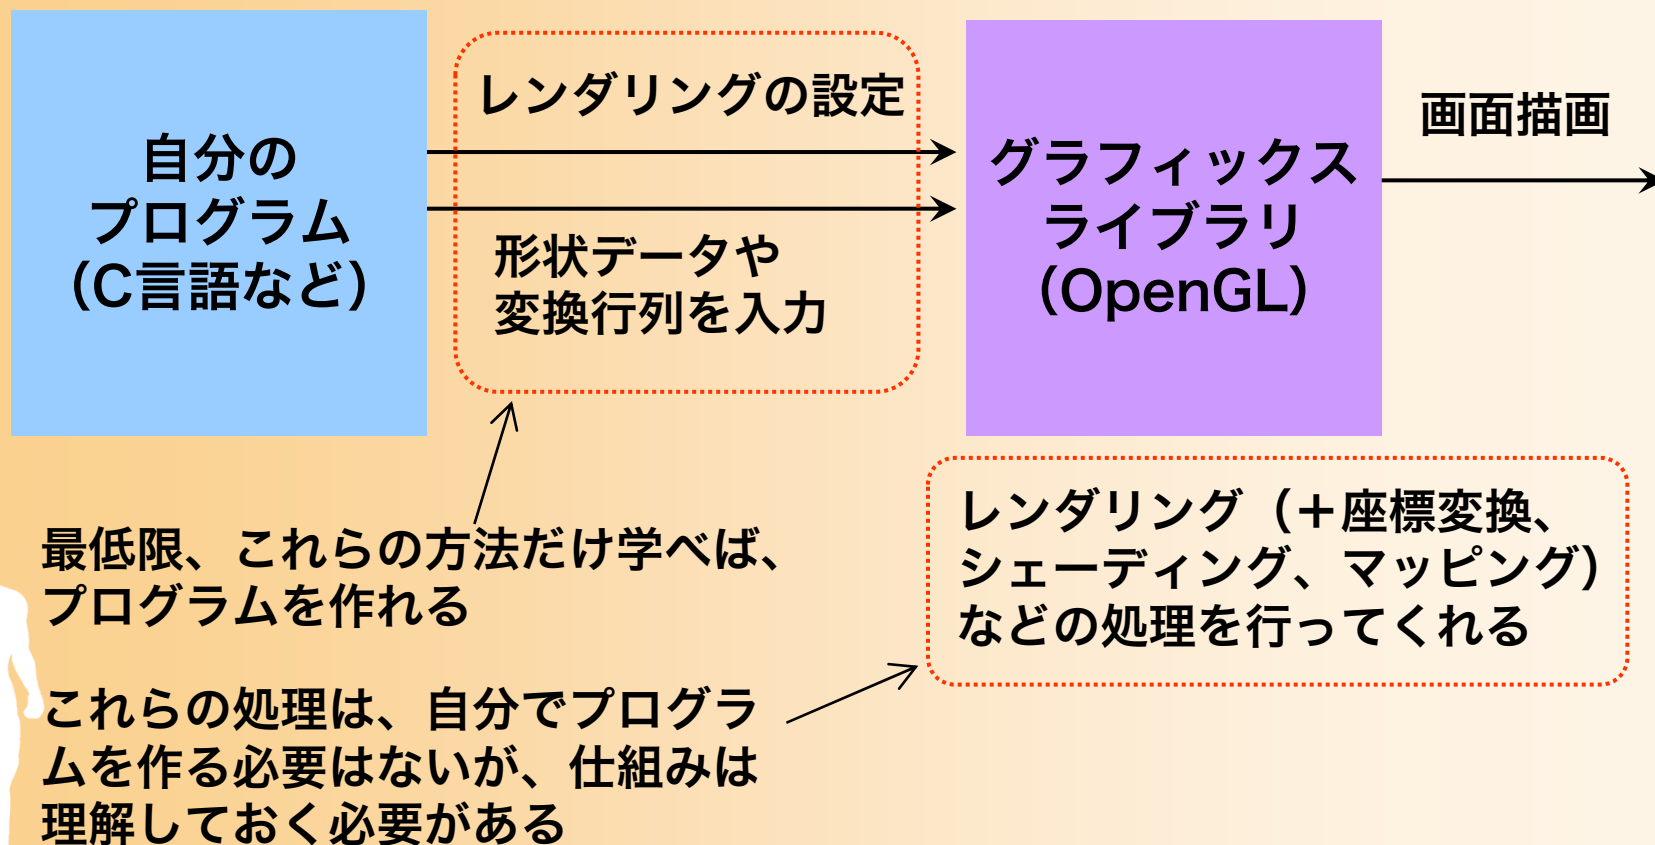 自分の
プログラム
（C言語など）
レンダリングの設定
形状データや
変換行列を入力
グラフィックス
ライブラリ
（OpenGL）
画面描画
最低限、これらの方法だけ学べば、
プログラムを作れる
レンダリング（＋座標変換、
シェーディング、マッピング）
などの処理を行ってくれる
これらの処理は、自分でプログラ
ムを作る必要はないが、仕組みは
理解しておく必要がある